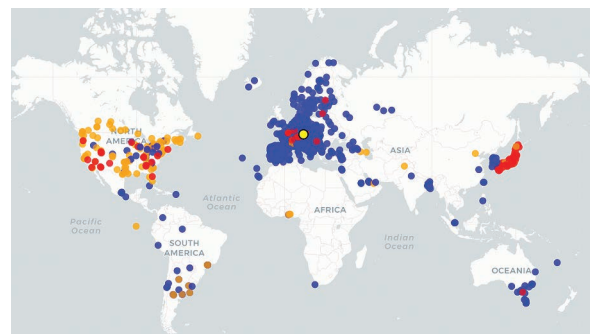 NORTH
AMERICA
ASIA
Atlantic
Ocean
AFRICA
Pacific
Ocean
Indian
Ocean
SOUTH
AMERICA
OCEANIA